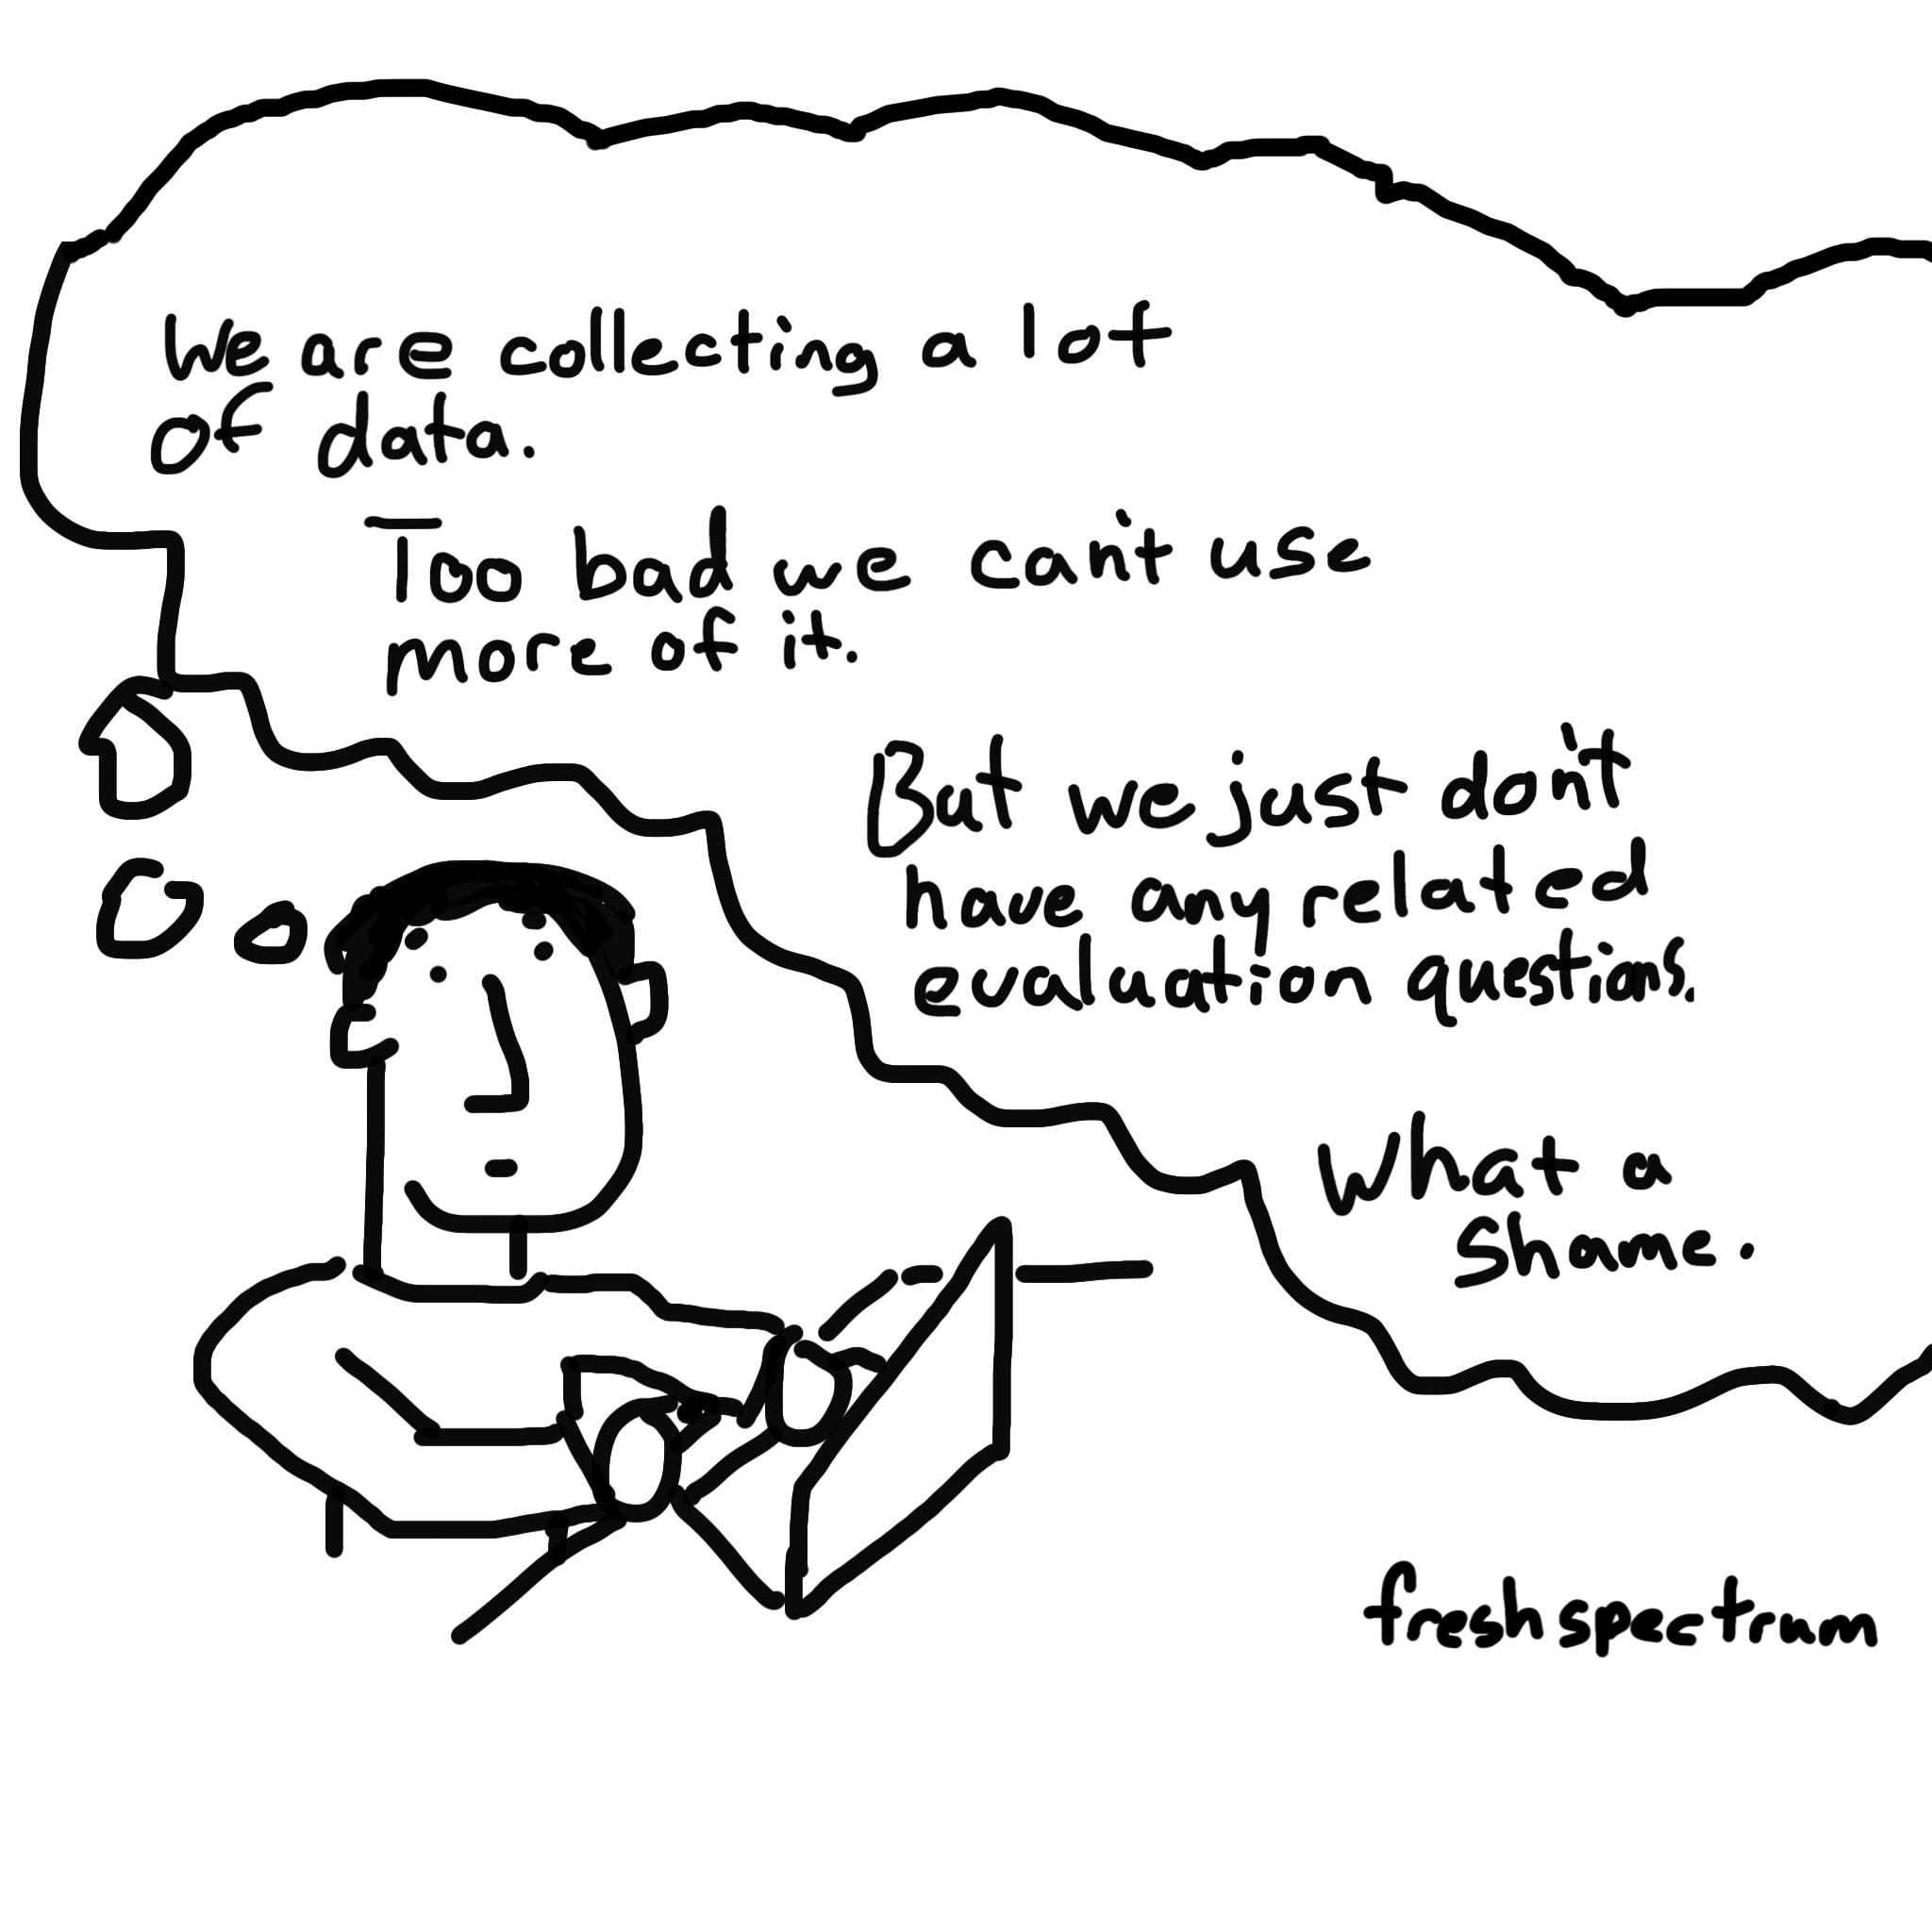 We are collecting a lot
of data.
Too bad we can't use
more of it.
But we just don't
have any related
evaluation questions.
What a
shame.
freshspectrum